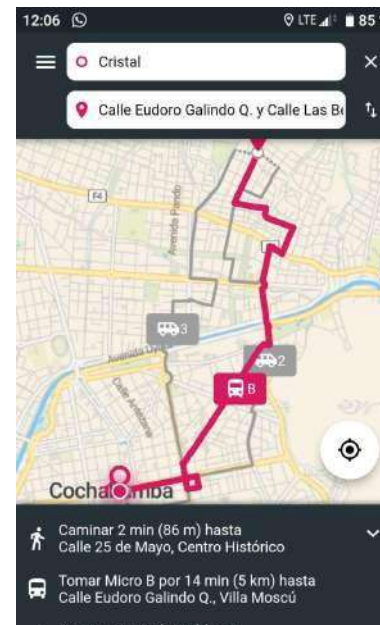 12:06 LTE 85
Cristal
Calle Eudoro Galindo Q. y Calle Las Be
F4
Avenida Pando
3
2
B
Calle Antezana
Caminar 2 min (86 m) hasta
Calle 25 de Mayo, Centro Histórico
Tomar Micro B por 14 min (5 km) hasta
Calle Eudoro Galindo Q., Villa Moscú